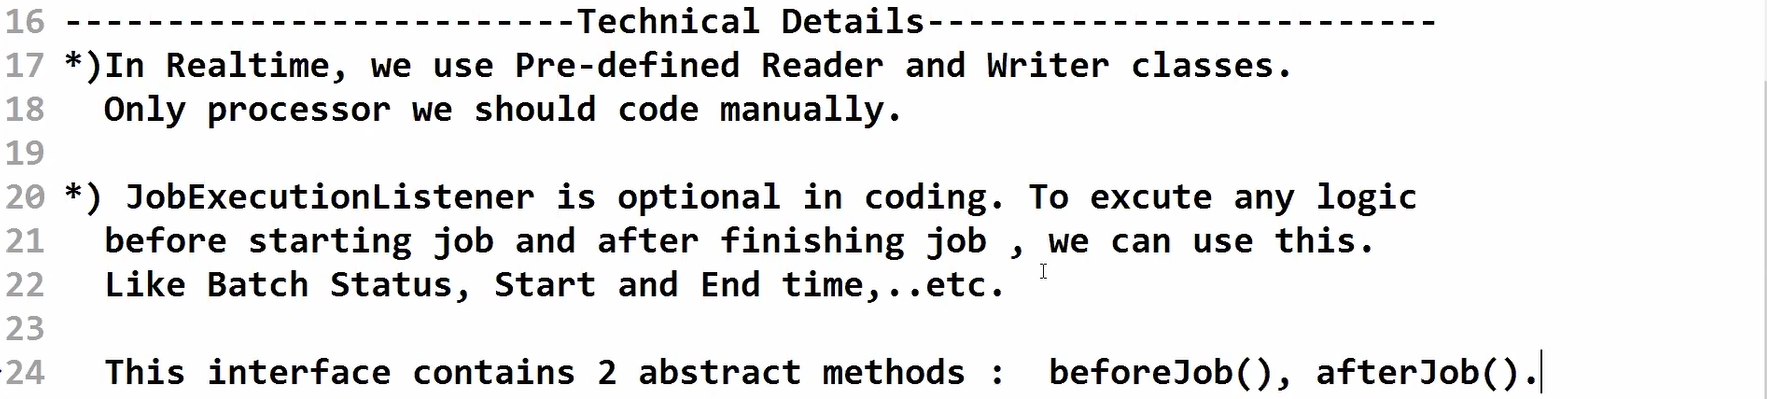 16 -------------------------Technical Details-------------------------
17 *)In Realtime, we use Pre-defined Reader and Writer classes.
18 Only processor we should code manually.
19
20 *) JobExecutionListener is optional in coding. To excute any logic
21 before starting job and after finishing job , we can use this.
22 Like Batch Status, Start and End time,..etc.
23
24 This interface contains 2 abstract methods :  beforeJob(), afterJob().